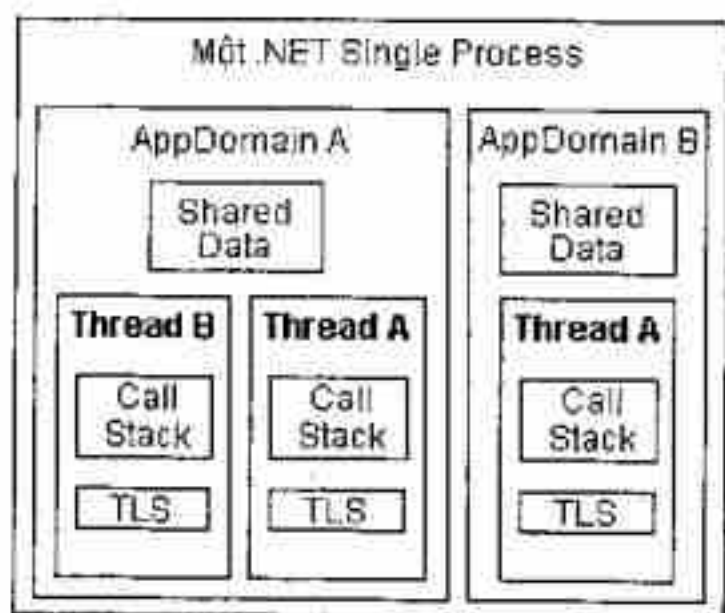 Một .NET Single Process
AppDomain A
Shared
Data
Thread B
Call
Stack
TLS
Thread A
Call
Stack
TLS
AppDomain B
Shared
Data
Thread A
Call
Stack
TLS